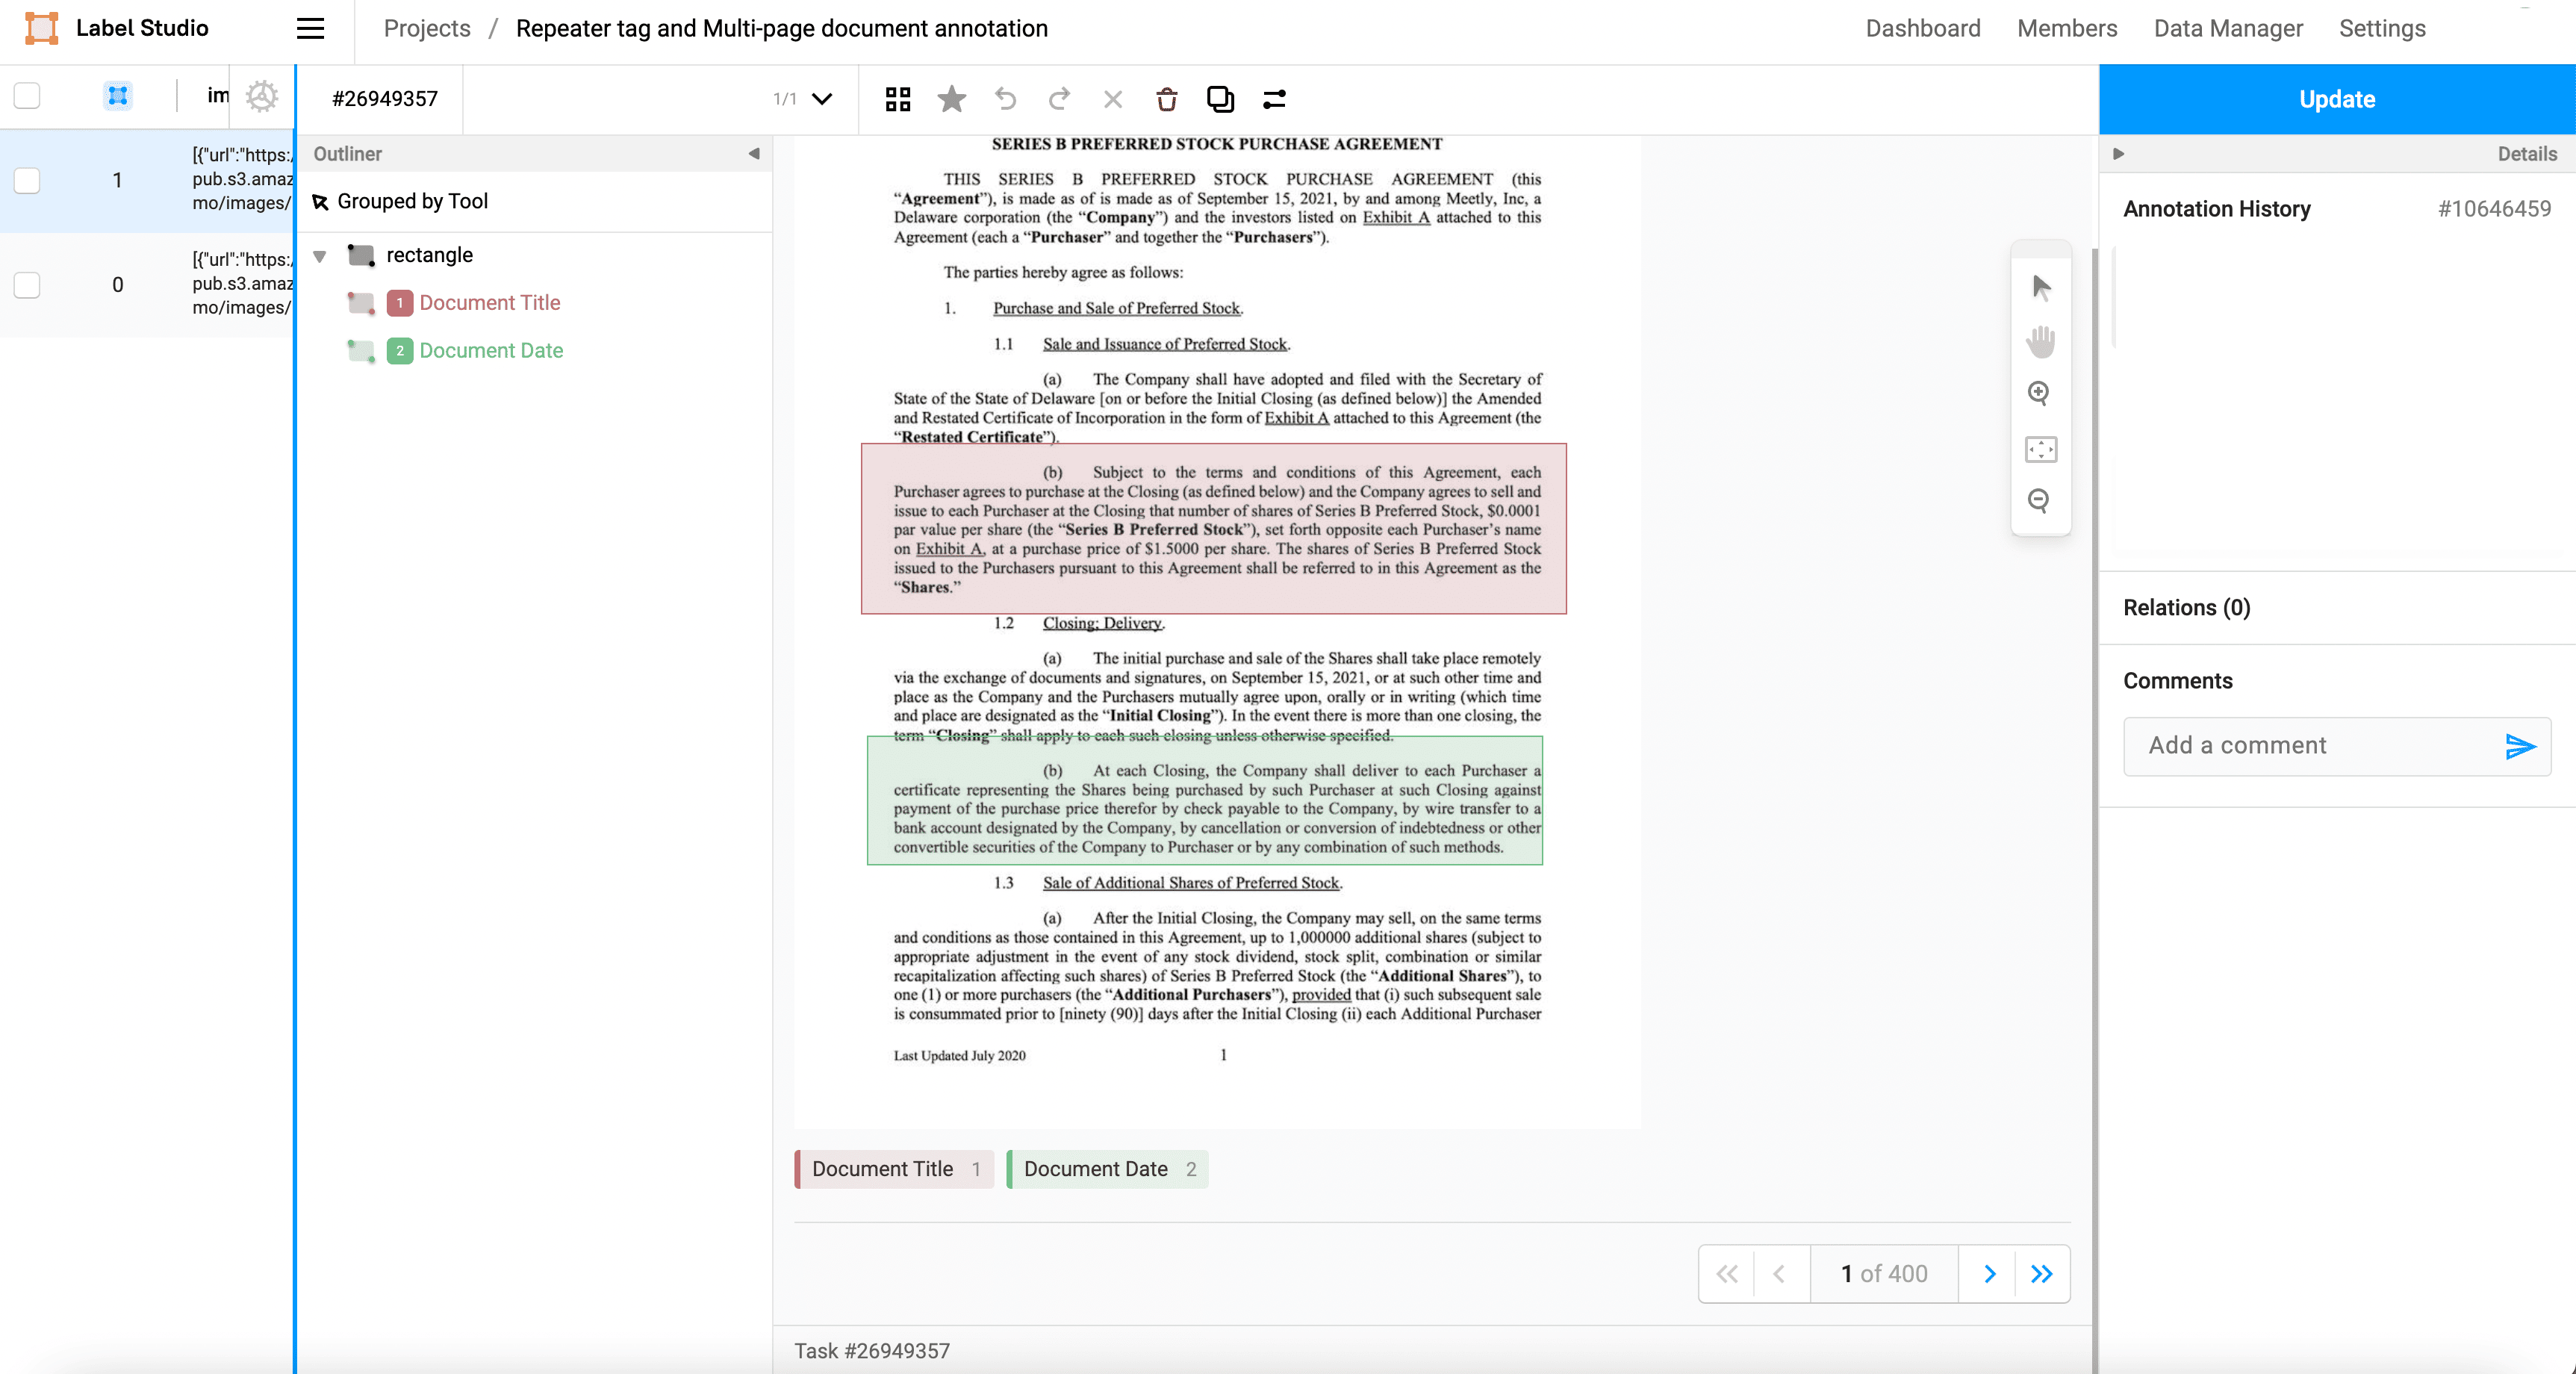 Label Studio
Projects / Repeater tag and Multi-page document annotation
Dashboard
Members
Data Manager
Settings
im
#26949357
1/1
Update
1
[{"url":"https:/
pub.s3.amaz
mo/images/
0
[{"url":"https:/
pub.s3.amaz
mo/images/
Outliner
Grouped by Tool
rectangle
1 Document Title
2 Document Date
SERIES B PREFERRED STOCK PURCHASE AGREEMENT
THIS SERIES B PREFERRED STOCK PURCHASE AGREEMENT (this
“Agreement”), is made as of is made as of September 15, 2021, by and among Meetly, Inc, a
Delaware corporation (the “Company”) and the investors listed on Exhibit A attached to this
Agreement (each a “Purchaser” and together the “Purchasers”).
The parties hereby agree as follows:
1. Purchase and Sale of Preferred Stock.
1.1 Sale and Issuance of Preferred Stock.
(a) The Company shall have adopted and filed with the Secretary of
State of the State of Delaware [on or before the Initial Closing (as defined below)] the Amended
and Restated Certificate of Incorporation in the form of Exhibit A attached to this Agreement (the
“Restated Certificate”).
(b) Subject to the terms and conditions of this Agreement, each
Purchaser agrees to purchase at the Closing (as defined below) and the Company agrees to sell and
issue to each Purchaser at the Closing that number of shares of Series B Preferred Stock, $0.0001
par value per share (the “Series B Preferred Stock”), set forth opposite each Purchaser’s name
on Exhibit A, at a purchase price of $1.5000 per share. The shares of Series B Preferred Stock
issued to the Purchasers pursuant to this Agreement shall be referred to in this Agreement as the
“Shares.”
1.2 Closing; Delivery.
(a) The initial purchase and sale of the Shares shall take place remotely
via the exchange of documents and signatures, on September 15, 2021, or at such other time and
place as the Company and the Purchasers mutually agree upon, orally or in writing (which time
and place are designated as the “Initial Closing”). In the event there is more than one closing, the
term “Closing” shall apply to each such closing unless otherwise specified.
(b) At each Closing, the Company shall deliver to each Purchaser a
certificate representing the Shares being purchased by such Purchaser at such Closing against
payment of the purchase price therefor by check payable to the Company, by wire transfer to a
bank account designated by the Company, by cancellation or conversion of indebtedness or other
convertible securities of the Company to Purchaser or by any combination of such methods.
1.3 Sale of Additional Shares of Preferred Stock.
(a) After the Initial Closing, the Company may sell, on the same terms
and conditions as those contained in this Agreement, up to 1,000000 additional shares (subject to
appropriate adjustment in the event of any stock dividend, stock split, combination or similar
recapitalization affecting such shares) of Series B Preferred Stock (the “Additional Shares”), to
one (1) or more purchasers (the “Additional Purchasers”), provided that (i) such subsequent sale
is consummated prior to [ninety (90)] days after the Initial Closing (ii) each Additional Purchaser
Last Updated July 2020 1
Document Title 1
Document Date 2
1 of 400
Task #26949357
Details
Annotation History #10646459
Relations (0)
Comments
Add a comment